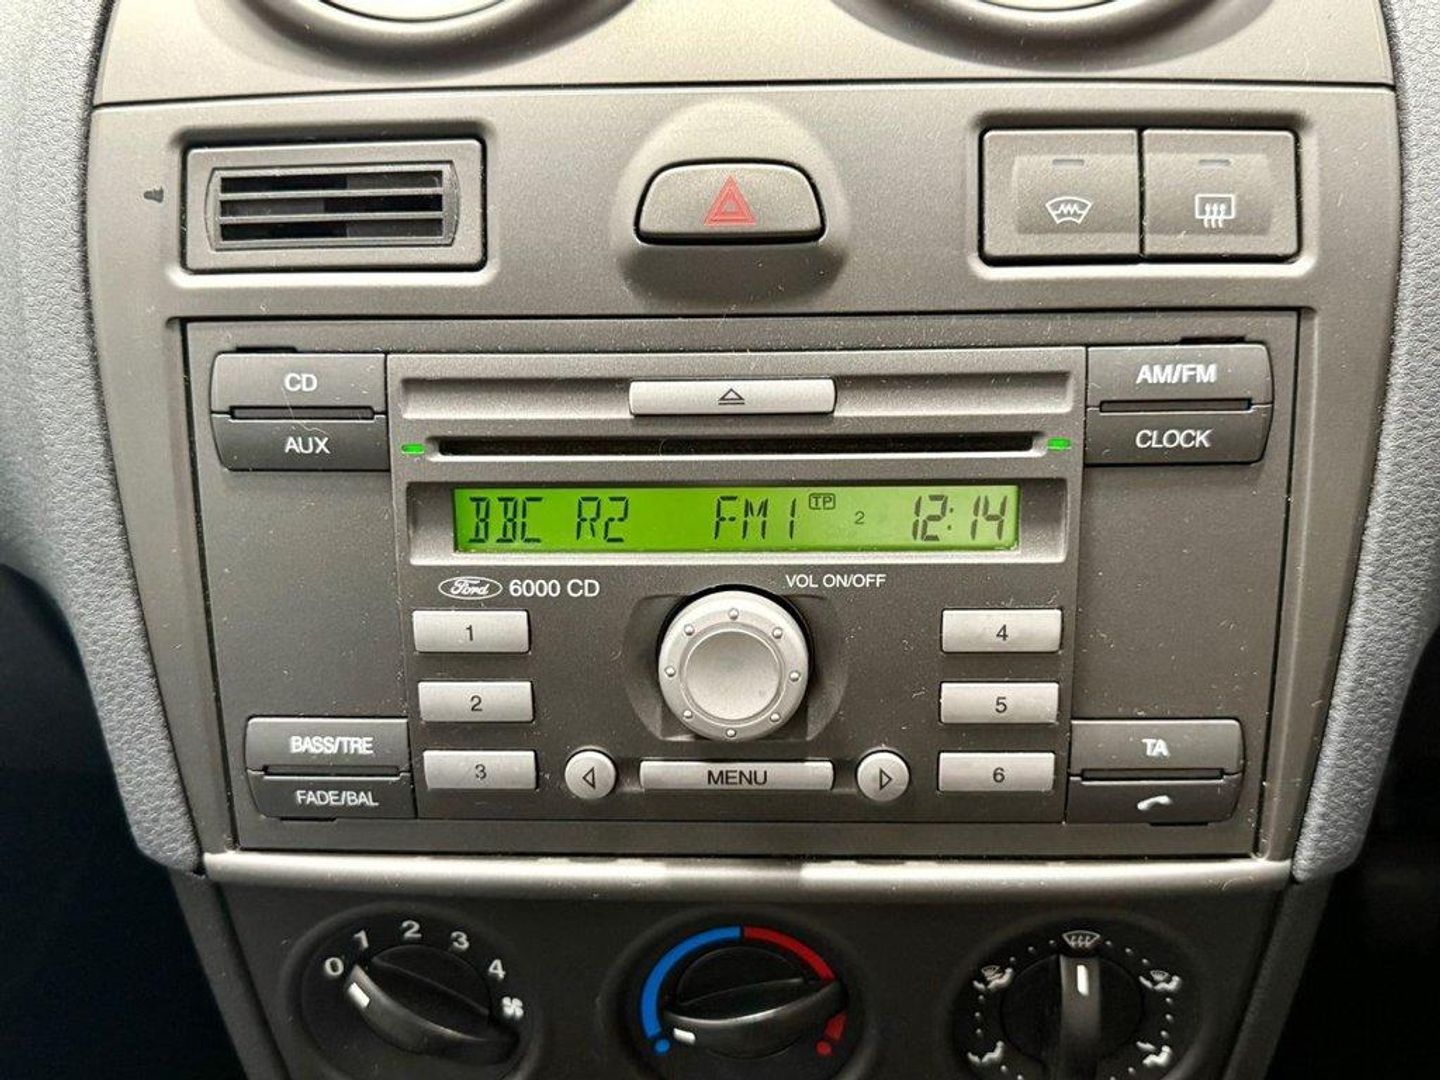 CD
AM/FM
AUX
CLOCK
BBC R2 FM1 TP 2 12:14
Ford 6000 CD
VOL ON/OFF
1
4
2
5
3
MENU
6
BASS/TRE
FADE/BAL
TA
0 1 2 3 4